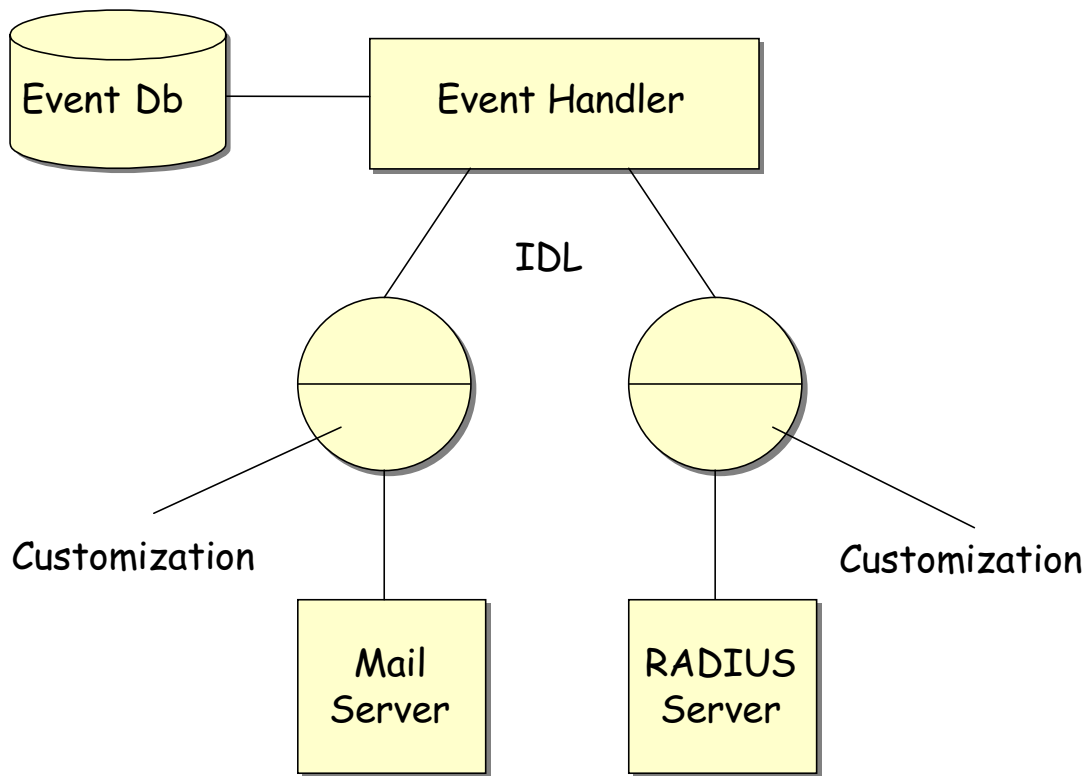 Event Db
Event Handler
IDL
Customization
Customization
Mail
Server
RADIUS
Server